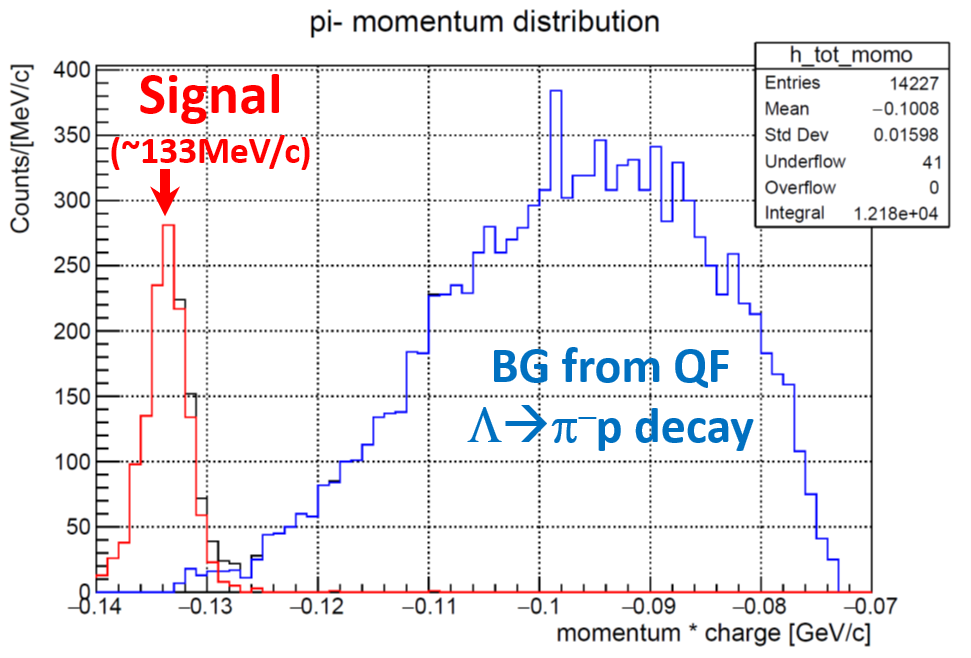 pi- momentum distribution
h_tot_momo
Entries 14227
Mean −0.1008
Std Dev 0.01598
Underflow 41
Overflow 0
Integral 1.218e+04
Counts/[MeV/c]
400
350
300
250
200
150
100
50
0
Signal
(~133MeV/c)
BG from QF
Λ→π⁻p decay
−0.14 −0.13 −0.12 −0.11 −0.1 −0.09 −0.08 −0.07
momentum * charge [GeV/c]